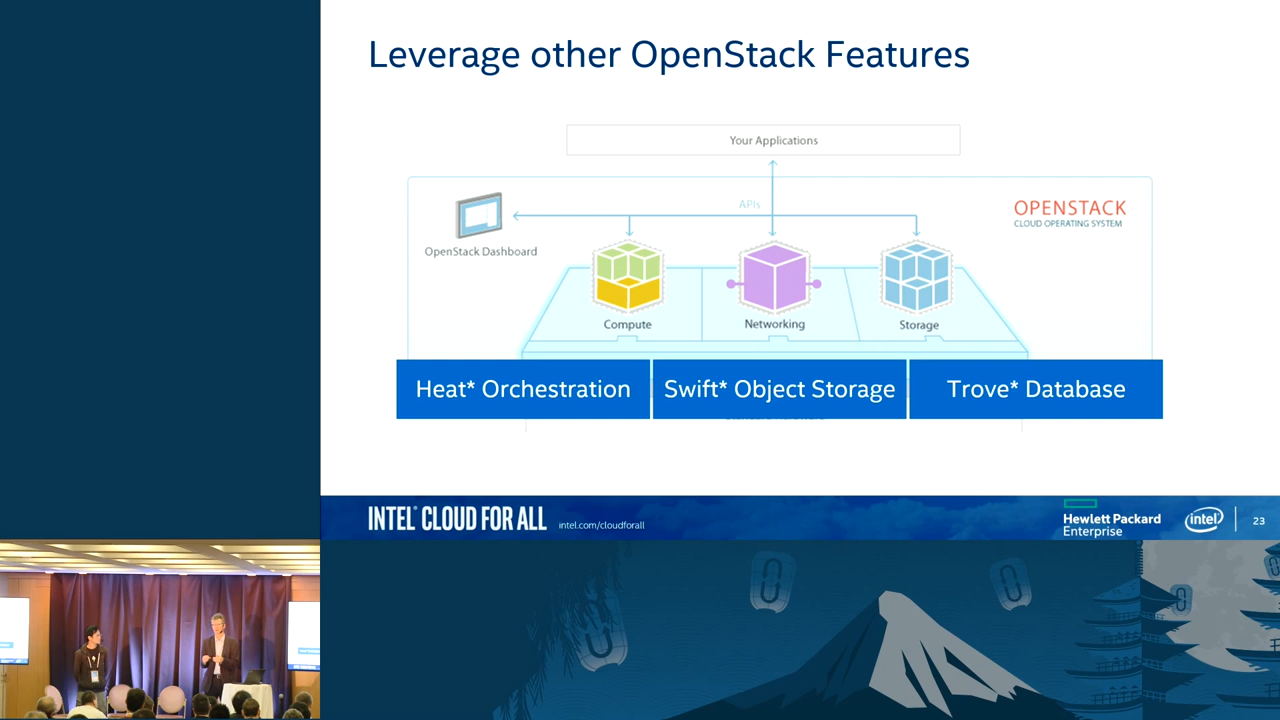 Leverage other OpenStack Features
Your Applications
APIs
OpenStack Dashboard
OPENSTACK
CLOUD OPERATING SYSTEM
Compute
Networking
Storage
Heat* Orchestration
Swift* Object Storage
Trove* Database
INTEL® CLOUD FOR ALL
intel.com/cloudforall
Hewlett Packard
Enterprise
intel
23